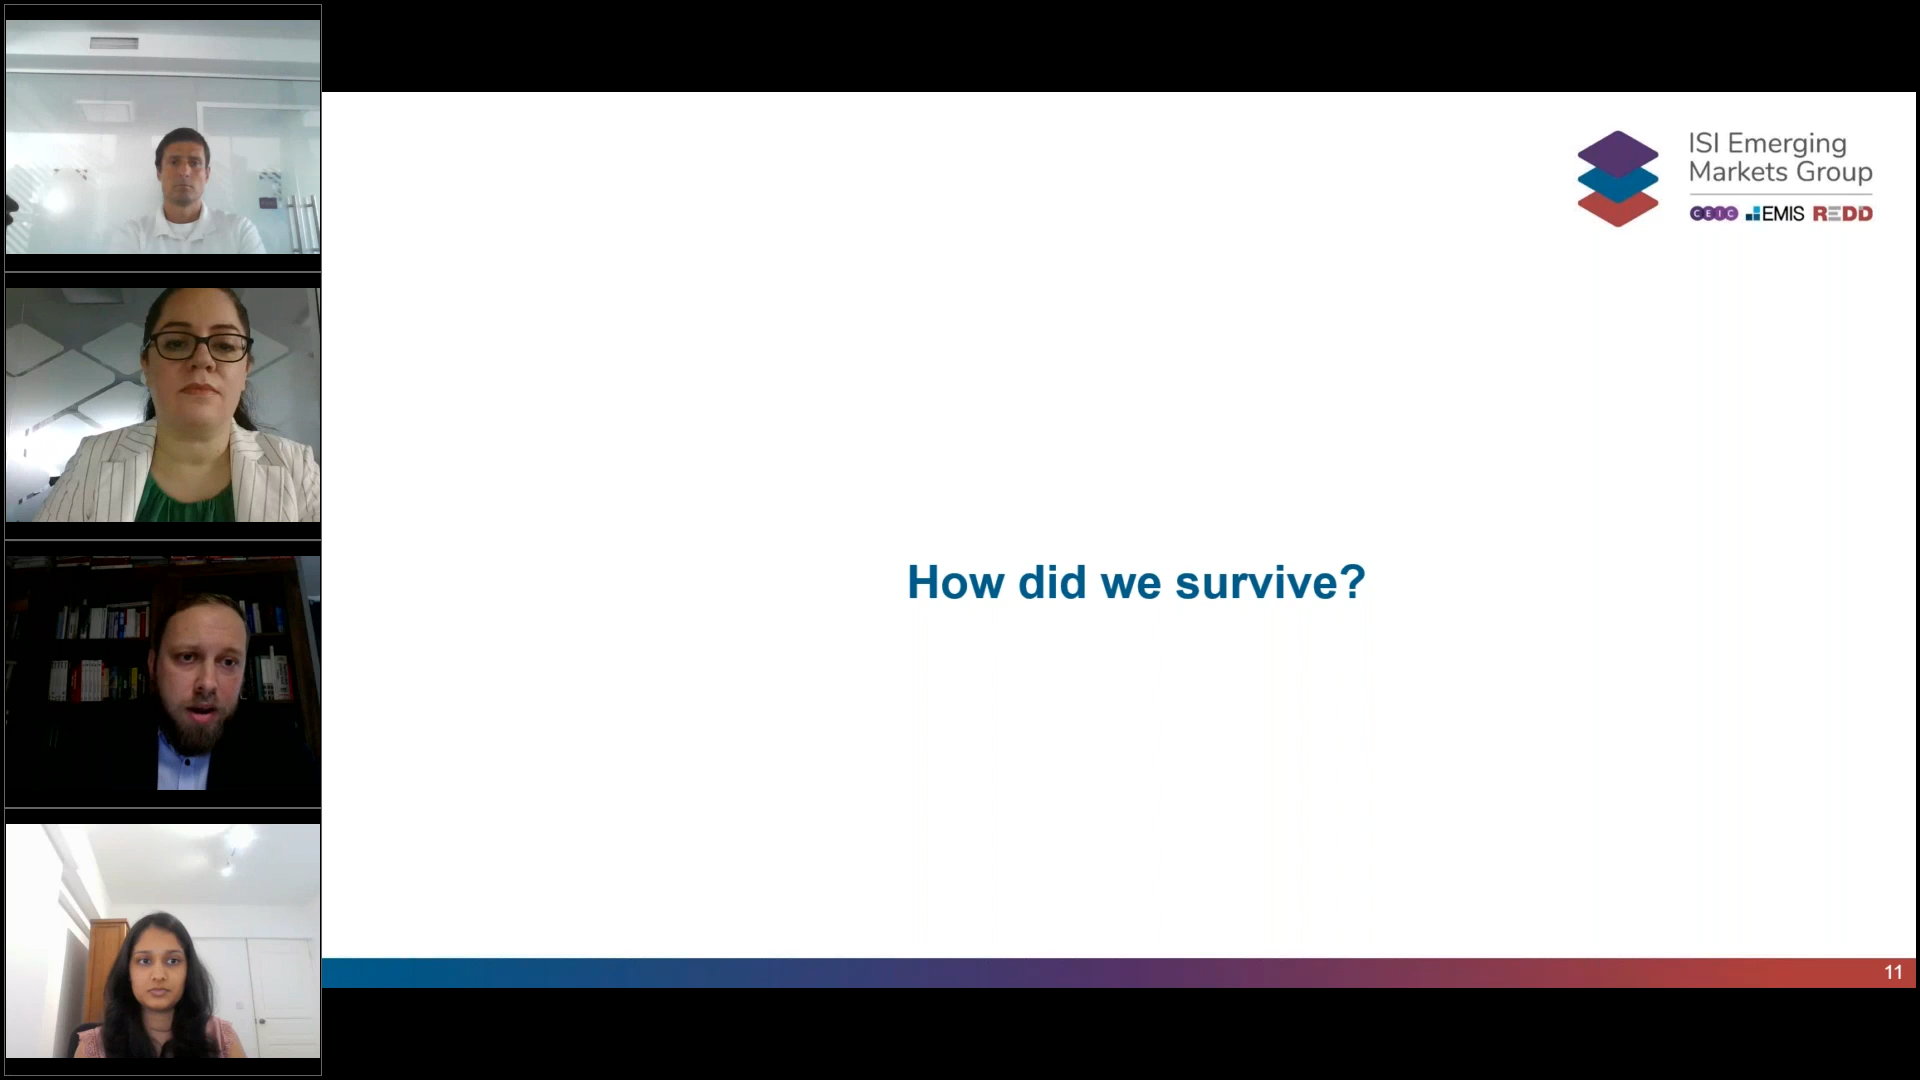 ISI Emerging
Markets Group
CEIC EMIS REDD
How did we survive?
11